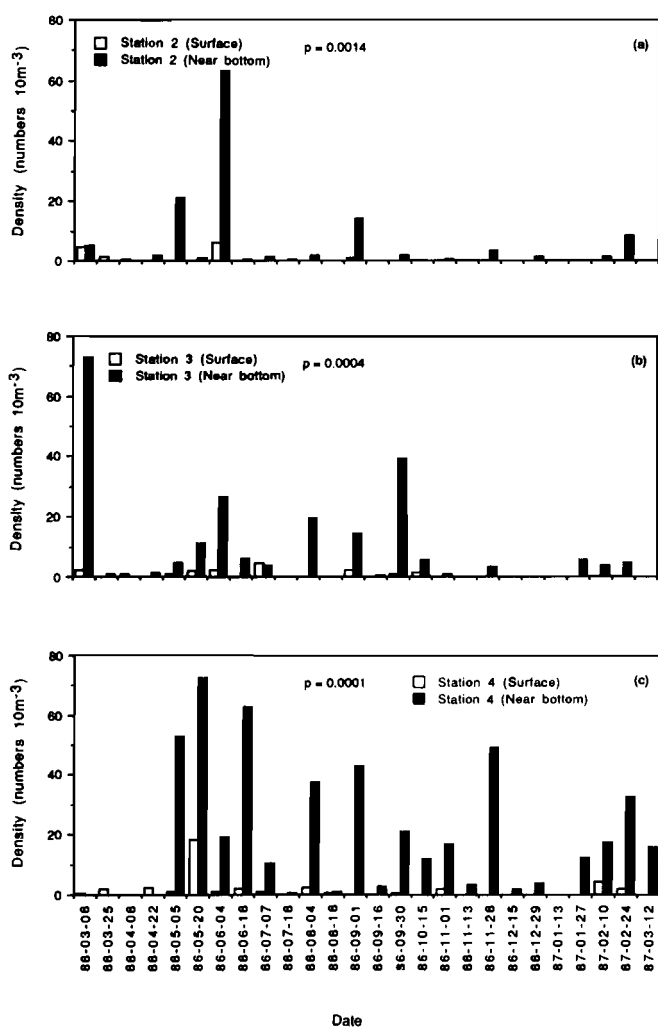 80
60
40
20
0
Density (numbers 10m-3)
Station 2 (Surface)
Station 2 (Near bottom)
p = 0.0014
(a)
80
60
40
20
0
Density (numbers 10m-3)
Station 3 (Surface)
Station 3 (Near bottom)
p = 0.0004
(b)
80
60
40
20
0
Density (numbers 10m-3)
p = 0.0001
Station 4 (Surface)
Station 4 (Near bottom)
(c)
86-03-08
86-03-25
86-04-08
86-04-22
86-05-05
86-05-20
86-06-04
86-06-18
86-07-07
86-07-18
86-08-04
86-08-18
86-09-01
86-09-16
86-09-30
86-10-15
86-11-01
86-11-13
86-11-28
86-12-15
86-12-29
87-01-13
87-01-27
87-02-10
87-02-24
87-03-12
Date